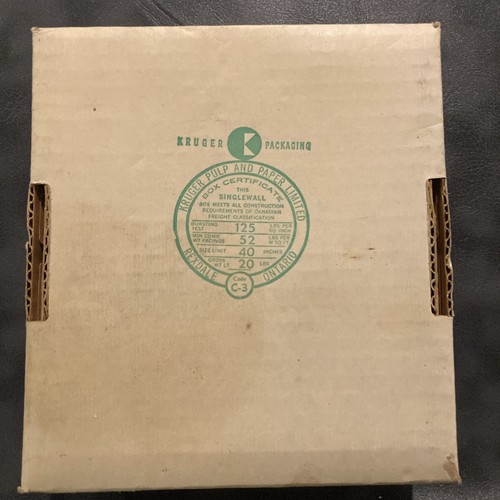 KRUGER K PACKAGING
KRUGER PULP AND PAPER LIMITED
BOX CERTIFICATE
THIS
SINGLEWALL
BOX MEETS ALL CONSTRUCTION
REQUIREMENTS OF CANADIAN
FREIGHT CLASSIFICATION
BURSTING TEST 125 LBS PER SQ INCH
MIN COMB WT FACINGS 52 LBS PER M SQ FT
SIZE LIMIT 40 INCHES
GROSS WT LT 20 LBS
Code
C-3
REXDALE ONTARIO